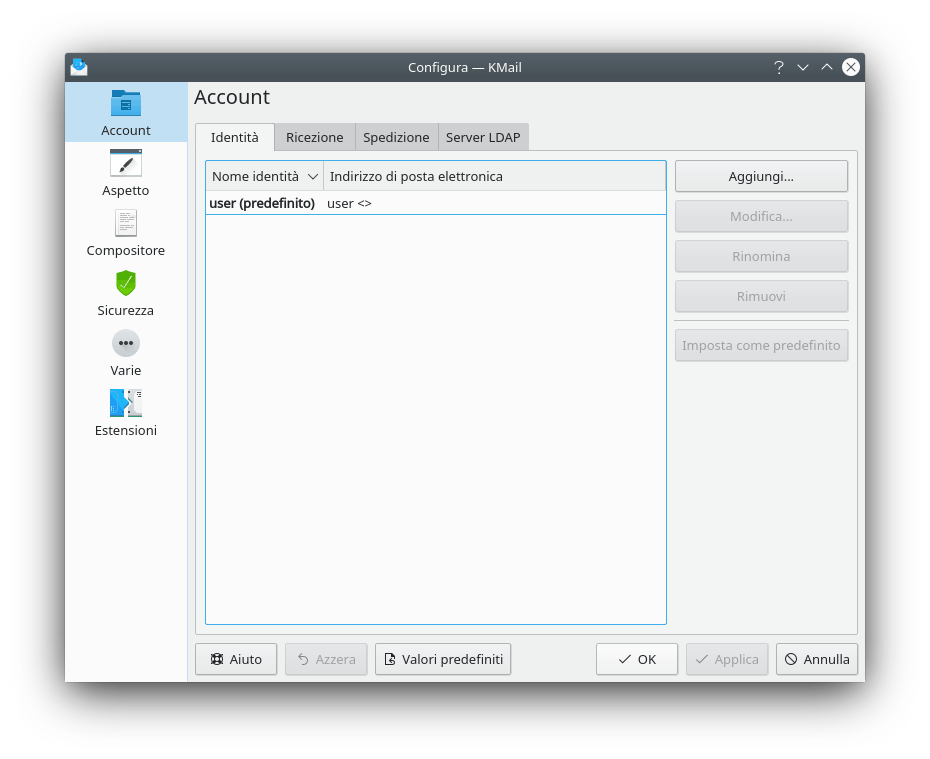 Configura — KMail
Account
Aspetto
Compositore
Sicurezza
Varie
Estensioni
Account
Identità Ricezione Spedizione Server LDAP
Nome identità Indirizzo di posta elettronica
user (predefinito) user <>
Aggiungi...
Modifica...
Rinomina
Rimuovi
Imposta come predefinito
Aiuto Azzera Valori predefiniti OK Applica Annulla